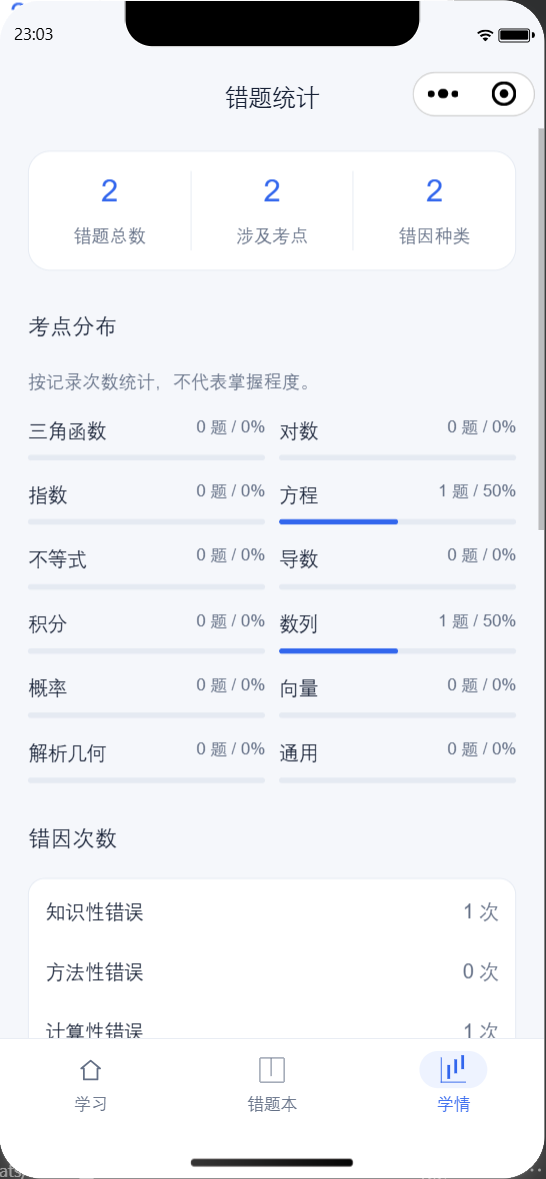 23:03
错题统计
2 2 2
错题总数 涉及考点 错因种类
考点分布
按记录次数统计，不代表掌握程度。
三角函数 0 题 / 0% 对数 0 题 / 0%
指数 0 题 / 0% 方程 1 题 / 50%
不等式 0 题 / 0% 导数 0 题 / 0%
积分 0 题 / 0% 数列 1 题 / 50%
概率 0 题 / 0% 向量 0 题 / 0%
解析几何 0 题 / 0% 通用 0 题 / 0%
错因次数
知识性错误 1 次
方法性错误 0 次
计算性错误 1 次
学习 错题本 学情